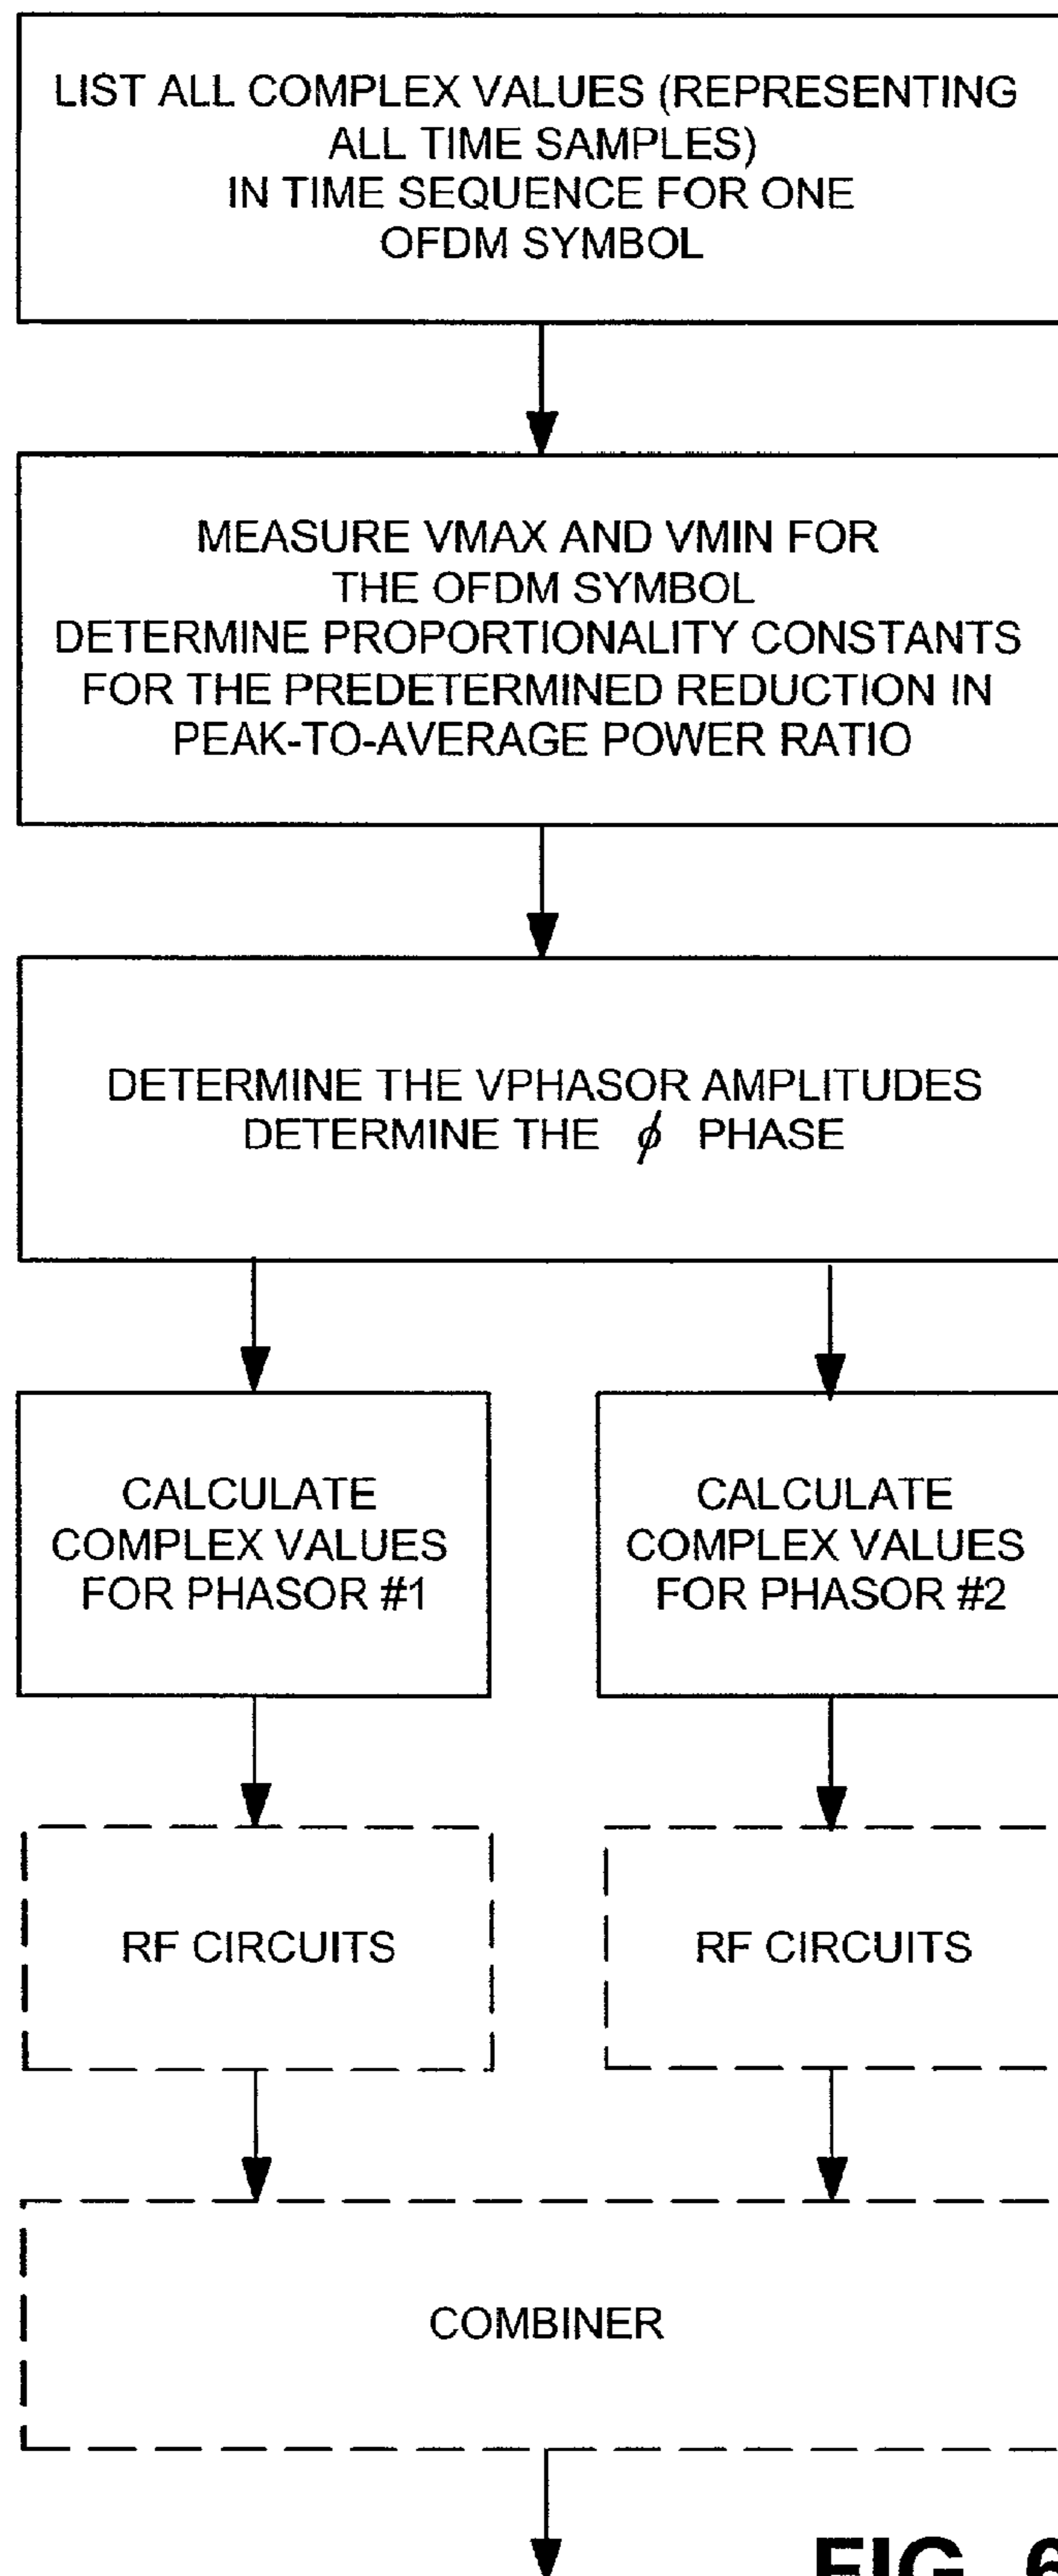 LIST ALL COMPLEX VALUES (REPRESENTING
ALL TIME SAMPLES)
IN TIME SEQUENCE FOR ONE
OFDM SYMBOL
MEASURE VMAX AND VMIN FOR
THE OFDM SYMBOL
DETERMINE PROPORTIONALITY CONSTANTS
FOR THE PREDETERMINED REDUCTION IN
PEAK-TO-AVERAGE POWER RATIO
DETERMINE THE VPHASOR AMPLITUDES
DETERMINE THE ϕ PHASE
CALCULATE
COMPLEX VALUES
FOR PHASOR #1
CALCULATE
COMPLEX VALUES
FOR PHASOR #2
RF CIRCUITS
RF CIRCUITS
COMBINER
FIG. 6